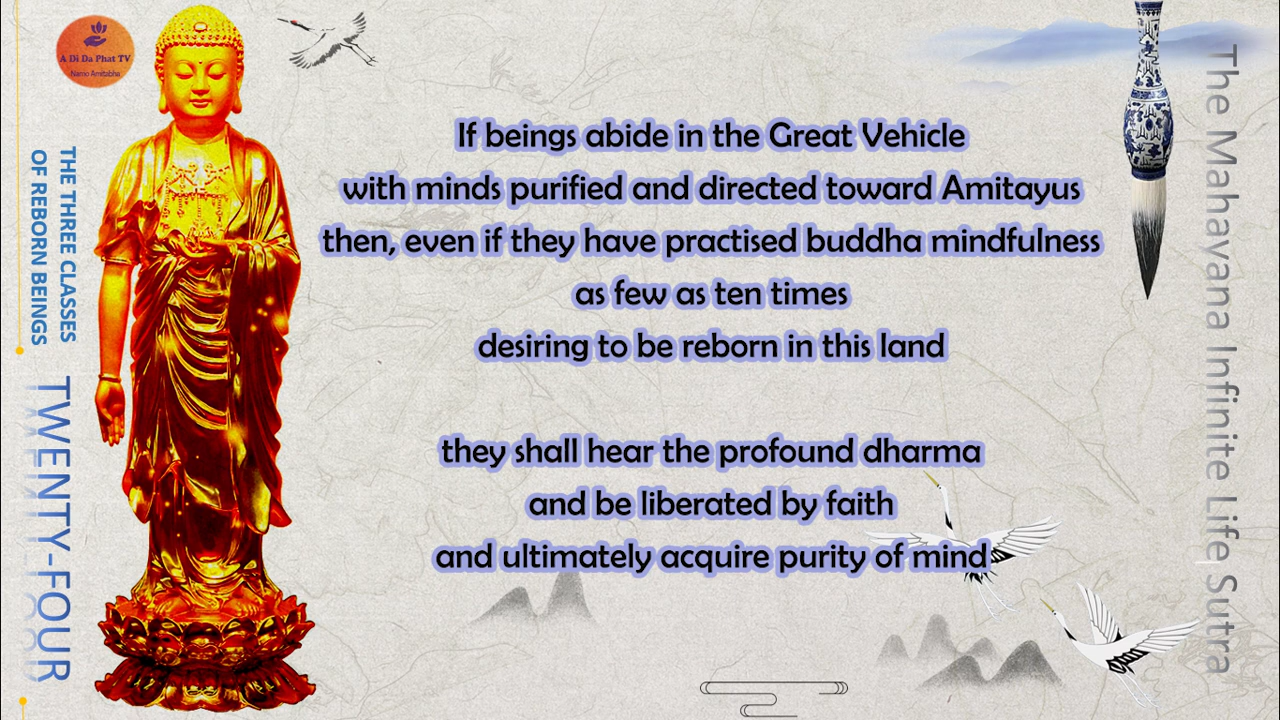 A Di Da Phat TV
Namo Amitabha
THE THREE CLASSES
OF REBORN BEINGS
TWENTY-FOUR
If beings abide in the Great Vehicle
with minds purified and directed toward Amitayus
then, even if they have practised buddha mindfulness
as few as ten times
desiring to be reborn in this land
they shall hear the profound dharma
and be liberated by faith
and ultimately acquire purity of mind
The Mahayana Infinite Life Sutra